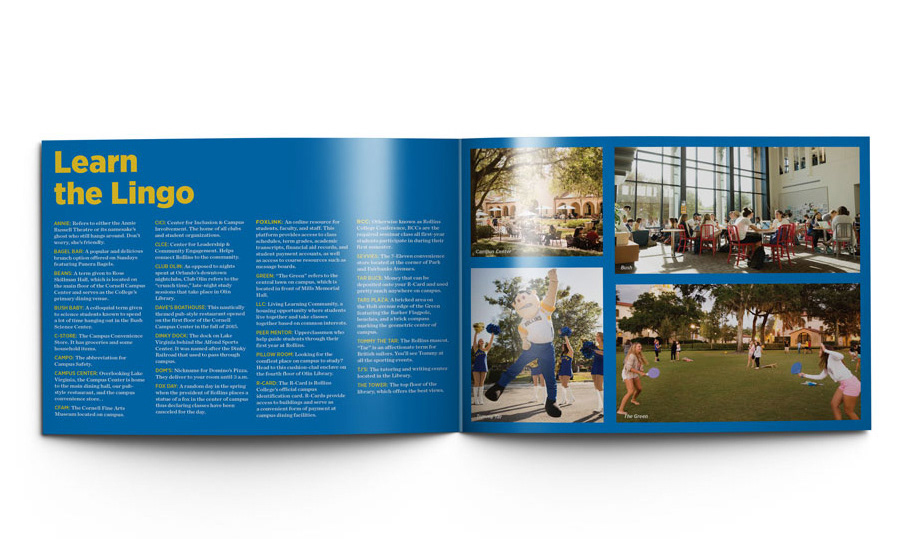 Learn
the Lingo
ANNIE: Refers to either the Annie
Russell Theatre or its namesake's
ghost who still hangs around. Don't
worry, she's friendly.
BAGEL BAR: A popular and delicious
brunch option offered on Sundays
featuring Panera Bagels.
BEANS: A term given to Rose
Skillman Hall, which is located on
the main floor of the Cornell Campus
Center and serves as the College's
primary dining venue.
BUSH BABY: A colloquial term given
to science students known to spend
a lot of time hanging out in the Bush
Science Center.
C-STORE: The Campus Convenience
Store. It has groceries and some
household items.
CAMPO: The abbreviation for
Campus Safety.
CAMPUS CENTER: Overlooking Lake
Virginia, the Campus Center is home
to the main dining hall, our pub-
style restaurant, and the campus
convenience store.
CFAM: The Cornell Fine Arts
Museum located on campus.
CICI: Center for Inclusion & Campus
Involvement. The home of all clubs
and student organizations.
CLCE: Center for Leadership &
Community Engagement. Helps
connect Rollins to the community.
CLUB OLIN: As opposed to nights
spent at Orlando's downtown
nightclubs, Club Olin refers to the
"crunch time," late-night study
sessions that take place in Olin
Library.
DAVE'S BOATHOUSE: This nautically
themed pub-style restaurant opened
on the first floor of the Cornell
Campus Center in the fall of 2015.
DINKY DOCK: The dock on Lake
Virginia behind the Alfond Sports
Center. It was named after the Dinky
Railroad that used to pass through
campus.
DOM'S: Nickname for Domino's Pizza.
They deliver to your room until 3 a.m.
FOX DAY: A random day in the spring
when the president of Rollins places a
statue of a fox in the center of campus
thus declaring classes have been
canceled for the day.
FOXLINK: An online resource for
students, faculty, and staff. This
platform provides access to class
schedules, term grades, academic
transcripts, financial aid records, and
student payment accounts, as well
as access to course resources such as
message boards.
GREEN: "The Green" refers to the
central lawn on campus, which is
located in front of Mills Memorial
Hall.
LLC: Living Learning Community, a
housing opportunity where students
live together and take classes
together based on common interests.
PEER MENTOR: Upperclassmen who
help guide students through their
first year at Rollins.
PILLOW ROOM: Looking for the
comfiest place on campus to study?
Head to this cushion-clad enclave on
the fourth floor of Olin Library.
R-CARD: The R-Card is Rollins
College's official campus
identification card. R-Cards provide
access to buildings and serve as
a convenient form of payment at
campus dining facilities.
RCC: Otherwise known as Rollins
College Conference, RCCs are the
required seminar class all first-year
students participate in during their
first semester.
SEVVIES: The 7-Eleven convenience
store located at the corner of Park
and Fairbanks Avenues.
TAR BUCK: Money that can be
deposited onto your R-Card and used
pretty much anywhere on campus.
TARS PLAZA: A bricked area on
the Holt Avenue edge of the Green
featuring the Barker Flagpole,
benches, and a brick compass
marking the geometric center of
campus.
TOMMY THE TAR: The Rollins mascot.
"Tar" is an affectionate term for
British sailors. You'll see Tommy at
all the sporting events.
TJ'S: The tutoring and writing center
located in the Library.
THE TOWER: The top floor of the
library, which offers the best views.
Campus Center
Bush
The Green